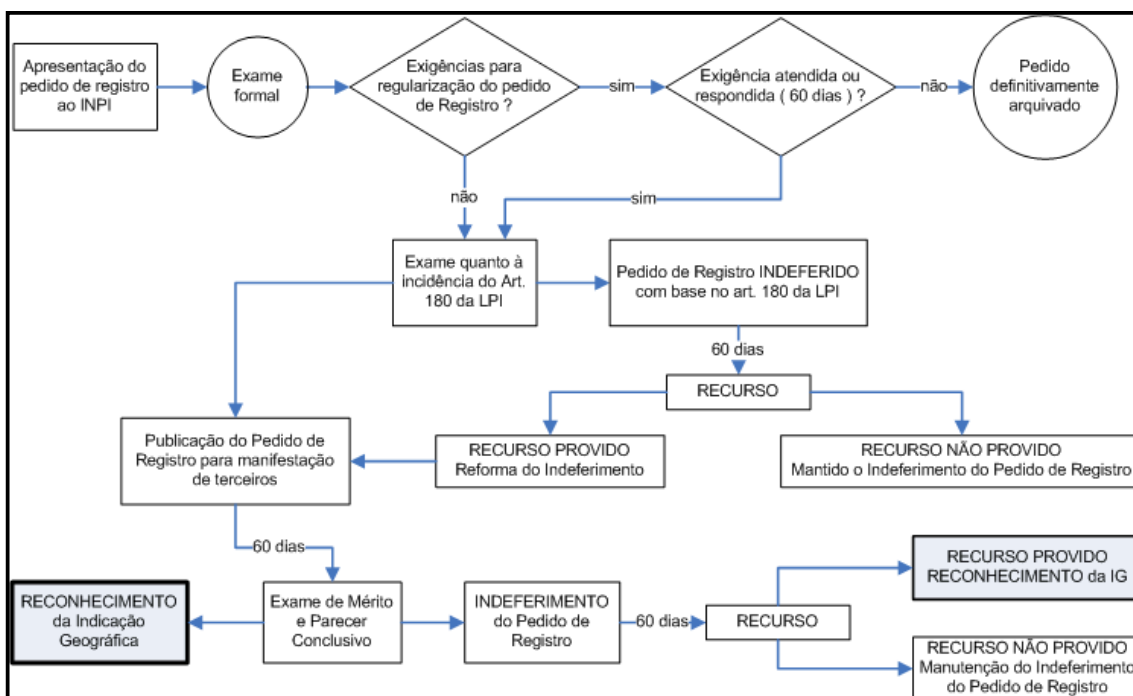 Apresentação do
pedido de registro
ao INPI
Exame
formal
Exigências para
regularização do pedido
de Registro ?
sim
Exigência atendida ou
respondida ( 60 dias ) ?
não
Pedido
definitivamente
arquivado
não
sim
Exame quanto à
incidência do Art.
180 da LPI
Pedido de Registro INDEFERIDO
com base no art. 180 da LPI
60 dias
RECURSO
Publicação do Pedido de
Registro para manifestação
de terceiros
RECURSO PROVIDO
Reforma do Indeferimento
RECURSO NÃO PROVIDO
Mantido o Indeferimento do Pedido de Registro
60 dias
RECONHECIMENTO
da Indicação
Geográfica
Exame de Mérito
e Parecer
Conclusivo
INDEFERIMENTO
do Pedido de
Registro
60 dias
RECURSO
RECURSO PROVIDO
RECONHECIMENTO da IG
RECURSO NÃO PROVIDO
Manutenção do Indeferimento
do Pedido de Registro